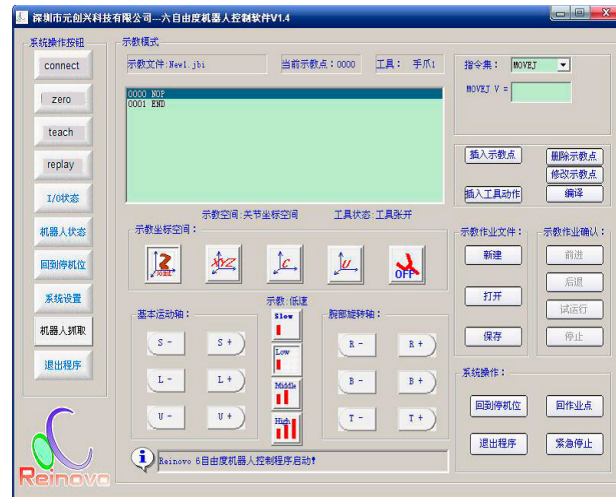 深圳市元创兴科技有限公司---六自由度机器人控制软件V1.4
系统操作按钮
connect
zero
teach
replay
I/O状态
机器人状态
回到停机位
系统设置
机器人抓取
退出程序
Reinovo
示教模式
示教文件:New1.jbi
当前示教点:0000
工具: 手爪1
0000 NOP
0001 END
示教空间:关节坐标空间
工具状态:工具张开
示教坐标空间:
JOINT
XYZ
C
U
OFF
基本运动轴:
S -
S +
L -
L +
U -
U +
示教:低速
Slow
Low
Middle
High
腕部旋转轴:
R -
R +
B -
B +
T -
T +
Reinovo 6自由度机器人控制程序启动!
指令集:
MOVEJ
MOVEJ V =
插入示教点
删除示教点
修改示教点
插入工具动作
编译
示教作业文件:
新建
打开
保存
示教作业确认:
前进
后退
试运行
停止
系统操作:
回到停机位
回作业点
退出程序
紧急停止